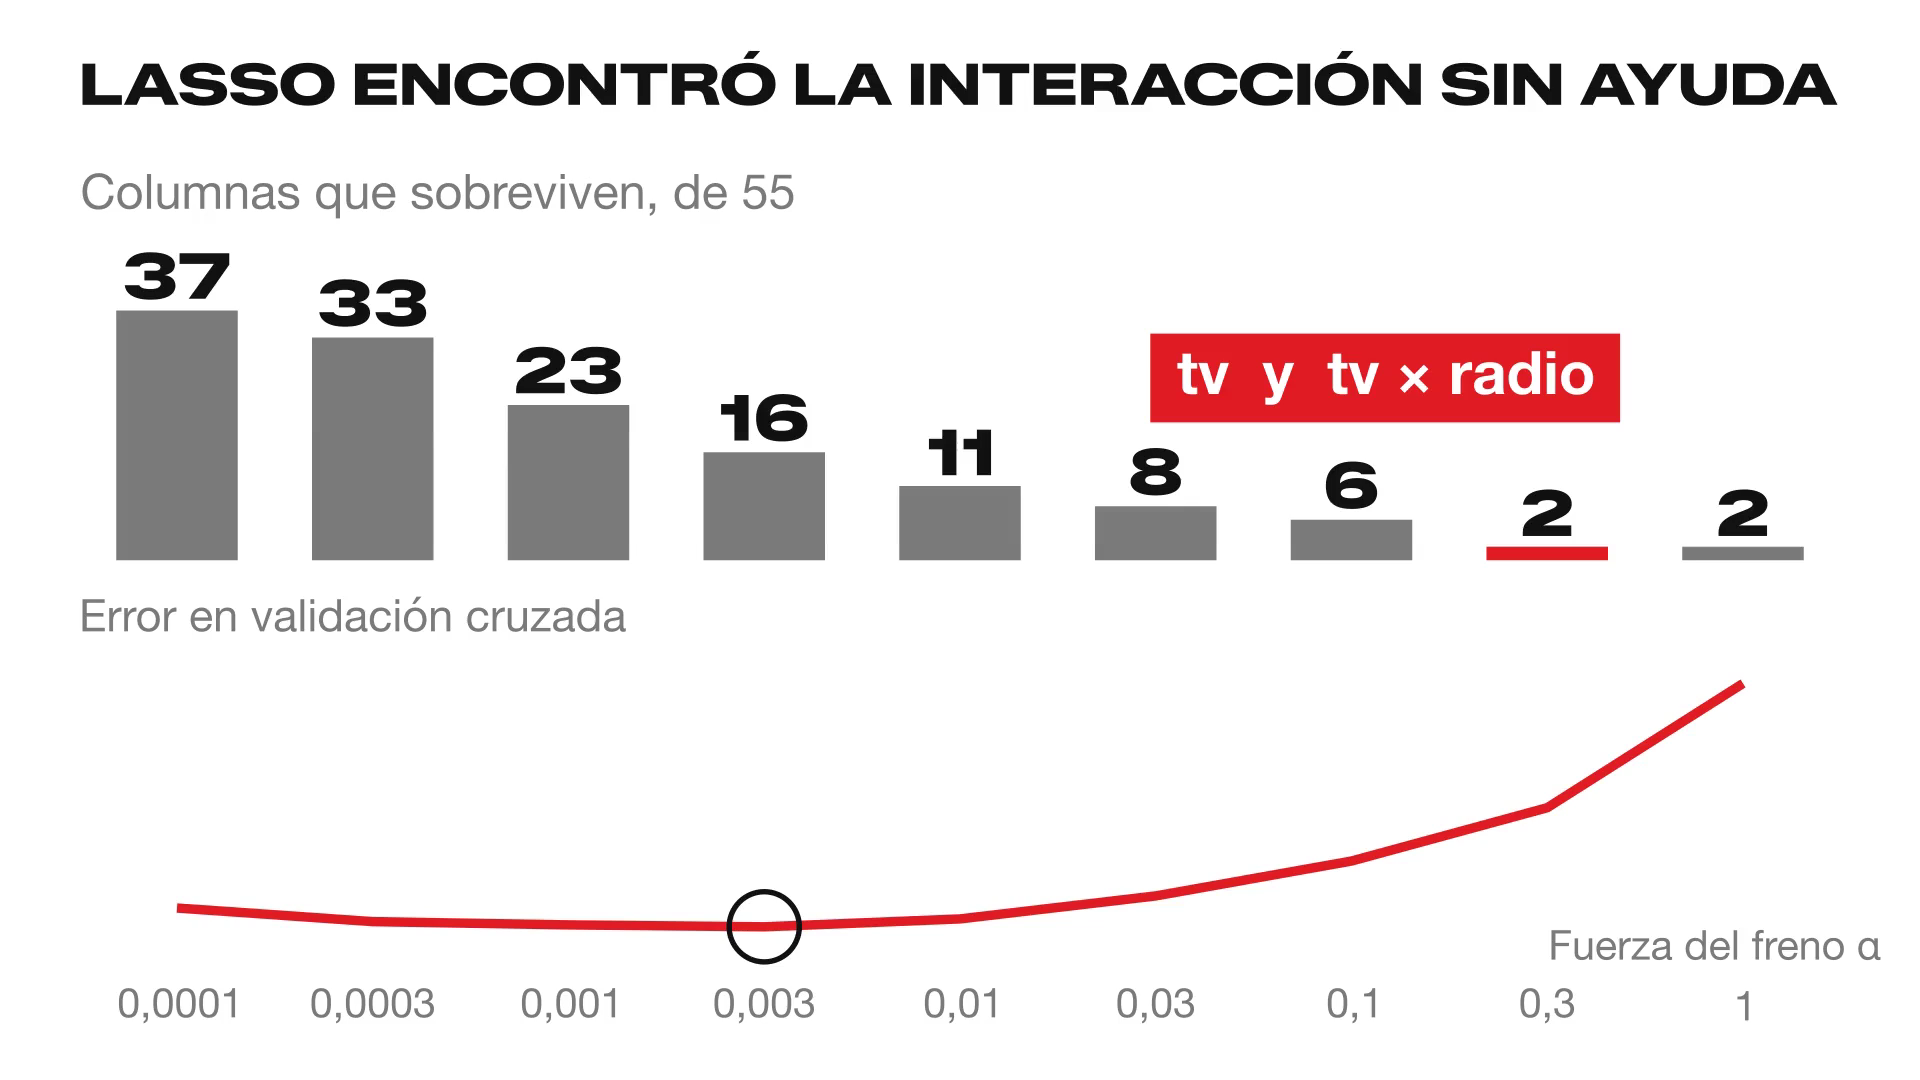 LASSO ENCONTRÓ LA INTERACCIÓN SIN AYUDA
Columnas que sobreviven, de 55
37 33 23 16 11 8 6 2 2
tv y tv × radio
Error en validación cruzada
Fuerza del freno α
0,0001 0,0003 0,001 0,003 0,01 0,03 0,1 0,3 1